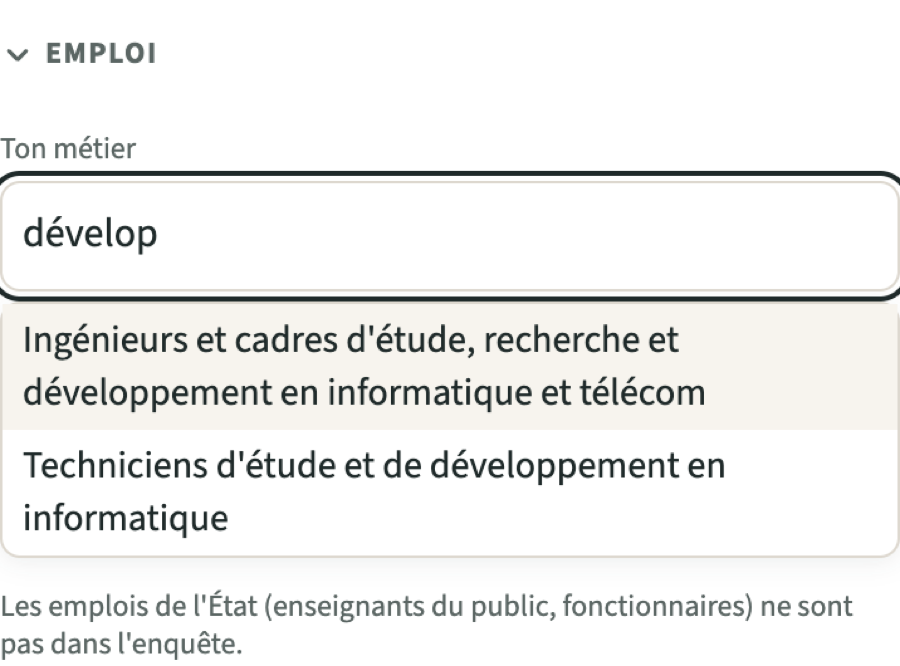 EMPLOI
Ton métier
dévelop
Ingénieurs et cadres d'étude, recherche et
développement en informatique et télécom
Techniciens d'étude et de développement en
informatique
Les emplois de l'État (enseignants du public, fonctionnaires) ne sont
pas dans l'enquête.